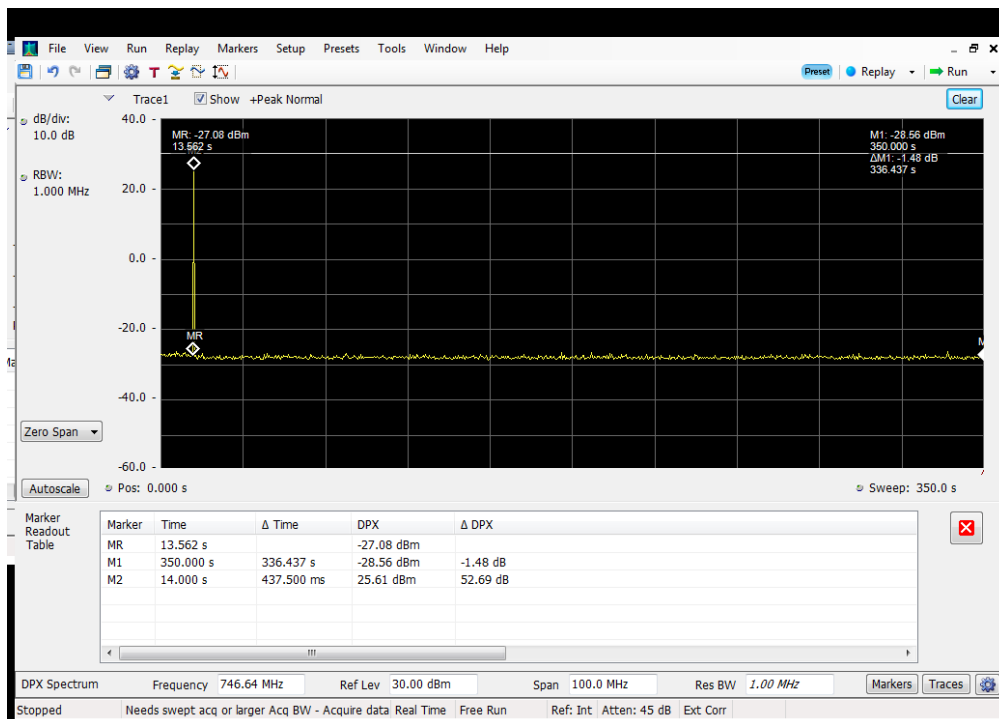 File View Run Replay Markers Setup Presets Tools Window Help
T Preset Replay Run
Trace1 Show +Peak Normal Clear
dB/div:
10.0 dB
RBW:
1.000 MHz
40.0
20.0
0.0
-20.0
-40.0
-60.0
MR: -27.08 dBm
13.562 s
M1: -28.56 dBm
350.000 s
ΔM1: -1.48 dB
336.437 s
MR
Zero Span
Autoscale Pos: 0.000 s Sweep: 350.0 s
Marker
Readout
Table
Marker Time Δ Time DPX Δ DPX
MR 13.562 s -27.08 dBm
M1 350.000 s 336.437 s -28.56 dBm -1.48 dB
M2 14.000 s 437.500 ms 25.61 dBm 52.69 dB
DPX Spectrum Frequency 746.64 MHz Ref Lev 30.00 dBm Span 100.0 MHz Res BW 1.00 MHz Markers Traces
Stopped Needs swept acq or larger Acq BW - Acquire data Real Time Free Run Ref: Int Atten: 45 dB Ext Corr